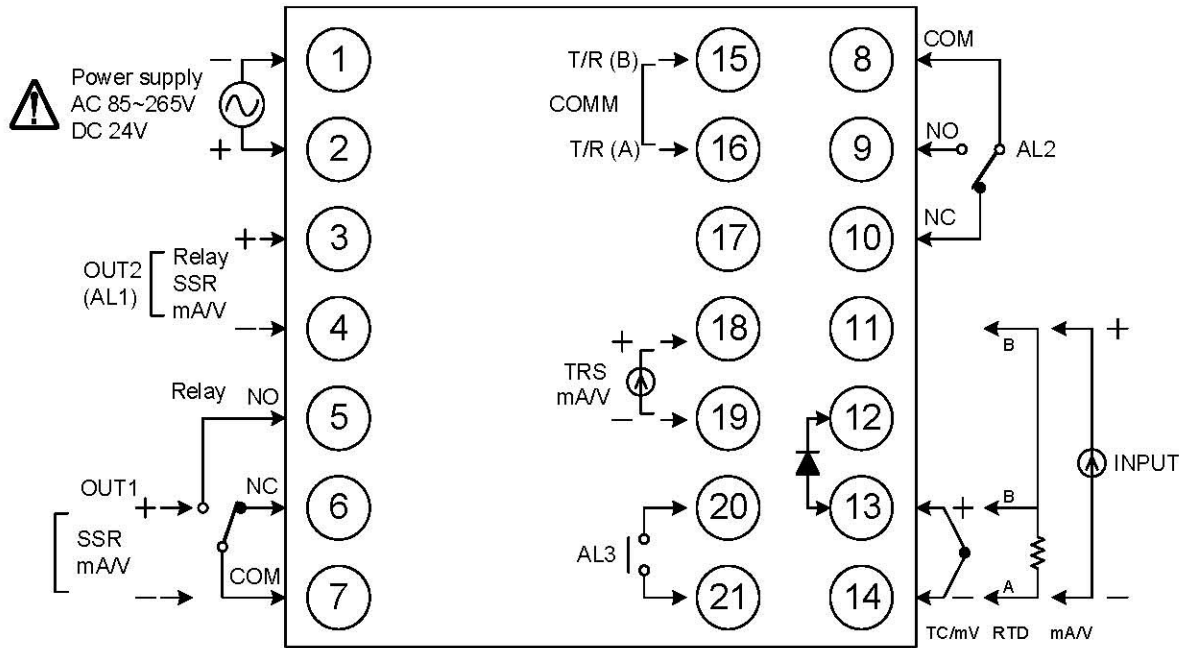 Power supply
AC 85~265V
DC 24V
−
+
1
2
3
4
5
6
7
+
OUT2
(AL1)
Relay
SSR
mA/V
−
Relay
NO
OUT1
+
NC
SSR
mA/V
COM
−
T/R (B)
COMM
T/R (A)
15
16
17
18
19
20
21
+
TRS
mA/V
−
AL3
8
9
10
11
12
13
14
COM
NO
AL2
NC
B
+
INPUT
+
B
−
A
−
TC/mV
RTD
mA/V